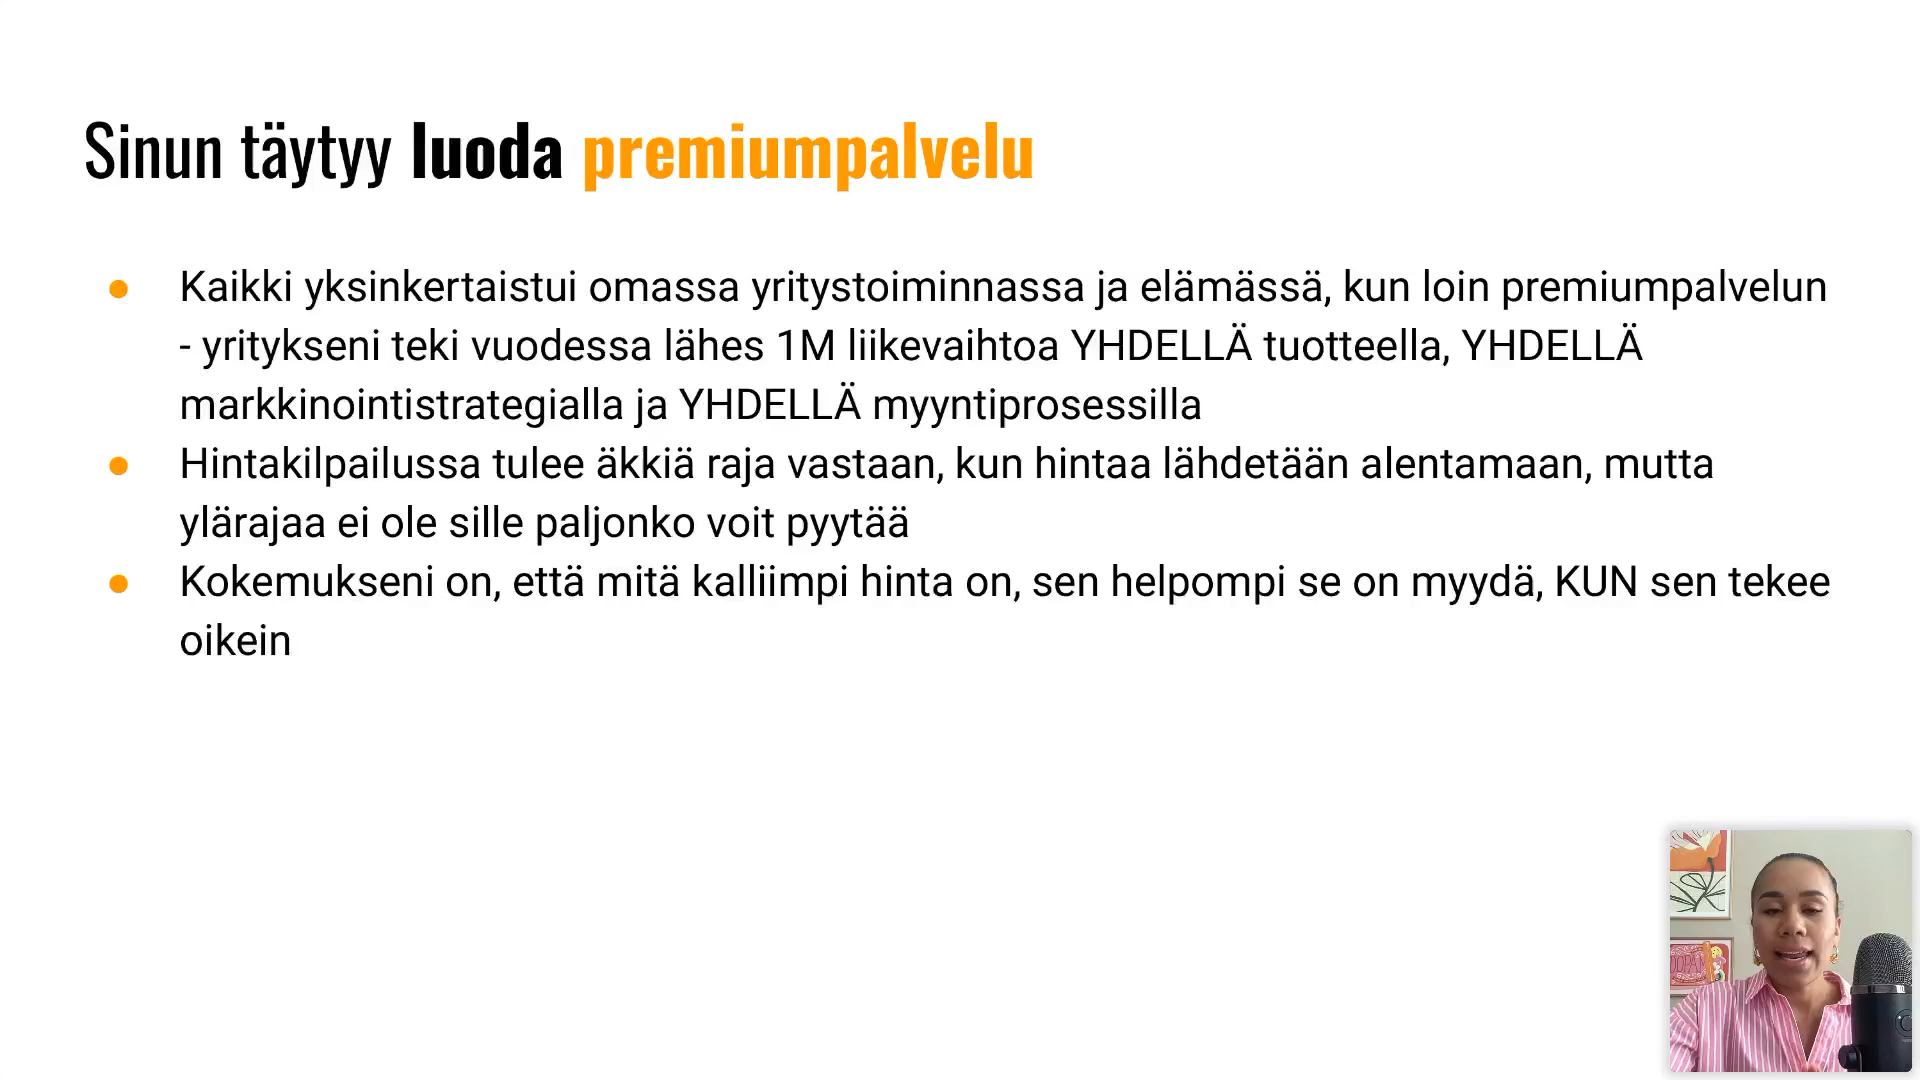 Sinun täytyy luoda premiumpalvelu
● Kaikki yksinkertaistui omassa yritystoiminnassa ja elämässä, kun loin premiumpalvelun
- yritykseni teki vuodessa lähes 1M liikevaihtoa YHDELLÄ tuotteella, YHDELLÄ
markkinointistrategialla ja YHDELLÄ myyntiprosessilla
● Hintakilpailussa tulee äkkiä raja vastaan, kun hintaa lähdetään alentamaan, mutta
ylärajaa ei ole sille paljonko voit pyytää
● Kokemukseni on, että mitä kalliimpi hinta on, sen helpompi se on myydä, KUN sen tekee
oikein